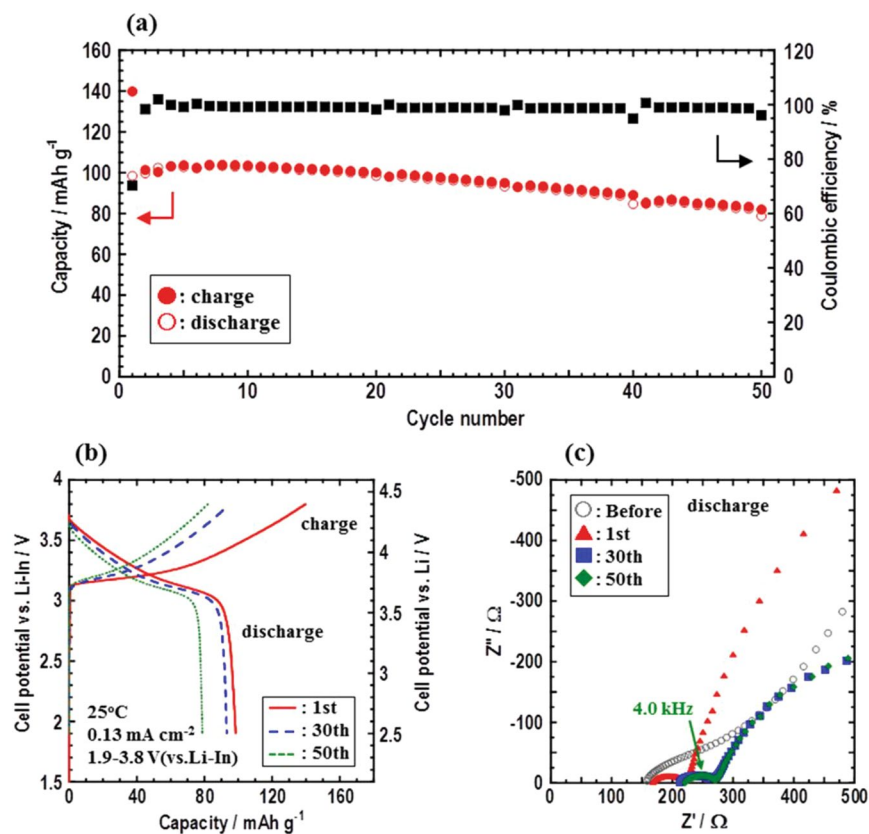 (a)
160
140
120
100
80
60
40
20
0
Capacity / mAh g-1
120
100
80
60
40
20
0
Coulombic efficiency / %
: charge
: discharge
0 10 20 30 40 50
Cycle number
(b)
4
3.5
3
2.5
2
1.5
Cell potential vs. Li-In / V
4.5
4
3.5
3
2.5
Cell potential vs. Li / V
charge
discharge
25°C
0.13 mA cm-2
1.9-3.8 V(vs.Li-In)
: 1st
: 30th
: 50th
0 40 80 120 160
Capacity / mAh g-1
(c)
-500
-400
-300
-200
-100
0
Z'' / Ω
discharge
: Before
: 1st
: 30th
: 50th
4.0 kHz
0 50 100 150 200 250 300 350 400 450 500
Z' / Ω